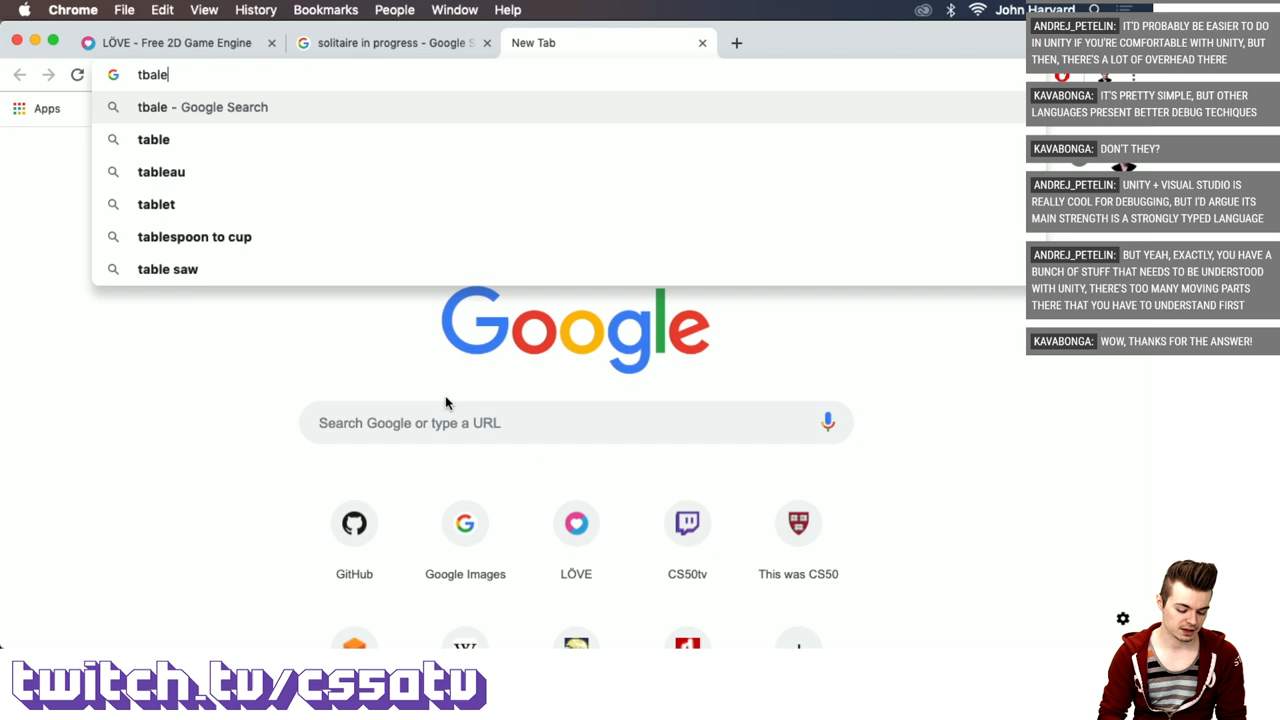 Chrome File Edit View History Bookmarks People Window Help John Harvard
LÖVE - Free 2D Game Engine
solitaire in progress - Google S
New Tab
tbale
Apps
tbale - Google Search
table
tableau
tablet
tablespoon to cup
table saw
Google
Search Google or type a URL
GitHub
Google Images
LÖVE
CS50tv
This was CS50
ANDREJ_PETELIN: IT'D PROBABLY BE EASIER TO DO
IN UNITY IF YOU'RE COMFORTABLE WITH UNITY, BUT
THEN, THERE'S A LOT OF OVERHEAD THERE
KAVABONGA: IT'S PRETTY SIMPLE, BUT OTHER
LANGUAGES PRESENT BETTER DEBUG TECHIQUES
KAVABONGA: DON'T THEY?
ANDREJ_PETELIN: UNITY + VISUAL STUDIO IS
REALLY COOL FOR DEBUGGING, BUT I'D ARGUE ITS
MAIN STRENGTH IS A STRONGLY TYPED LANGUAGE
ANDREJ_PETELIN: BUT YEAH, EXACTLY, YOU HAVE A
BUNCH OF STUFF THAT NEEDS TO BE UNDERSTOOD
WITH UNITY, THERE'S TOO MANY MOVING PARTS
THERE THAT YOU HAVE TO UNDERSTAND FIRST
KAVABONGA: WOW, THANKS FOR THE ANSWER!
twitch.tv/cs50tv